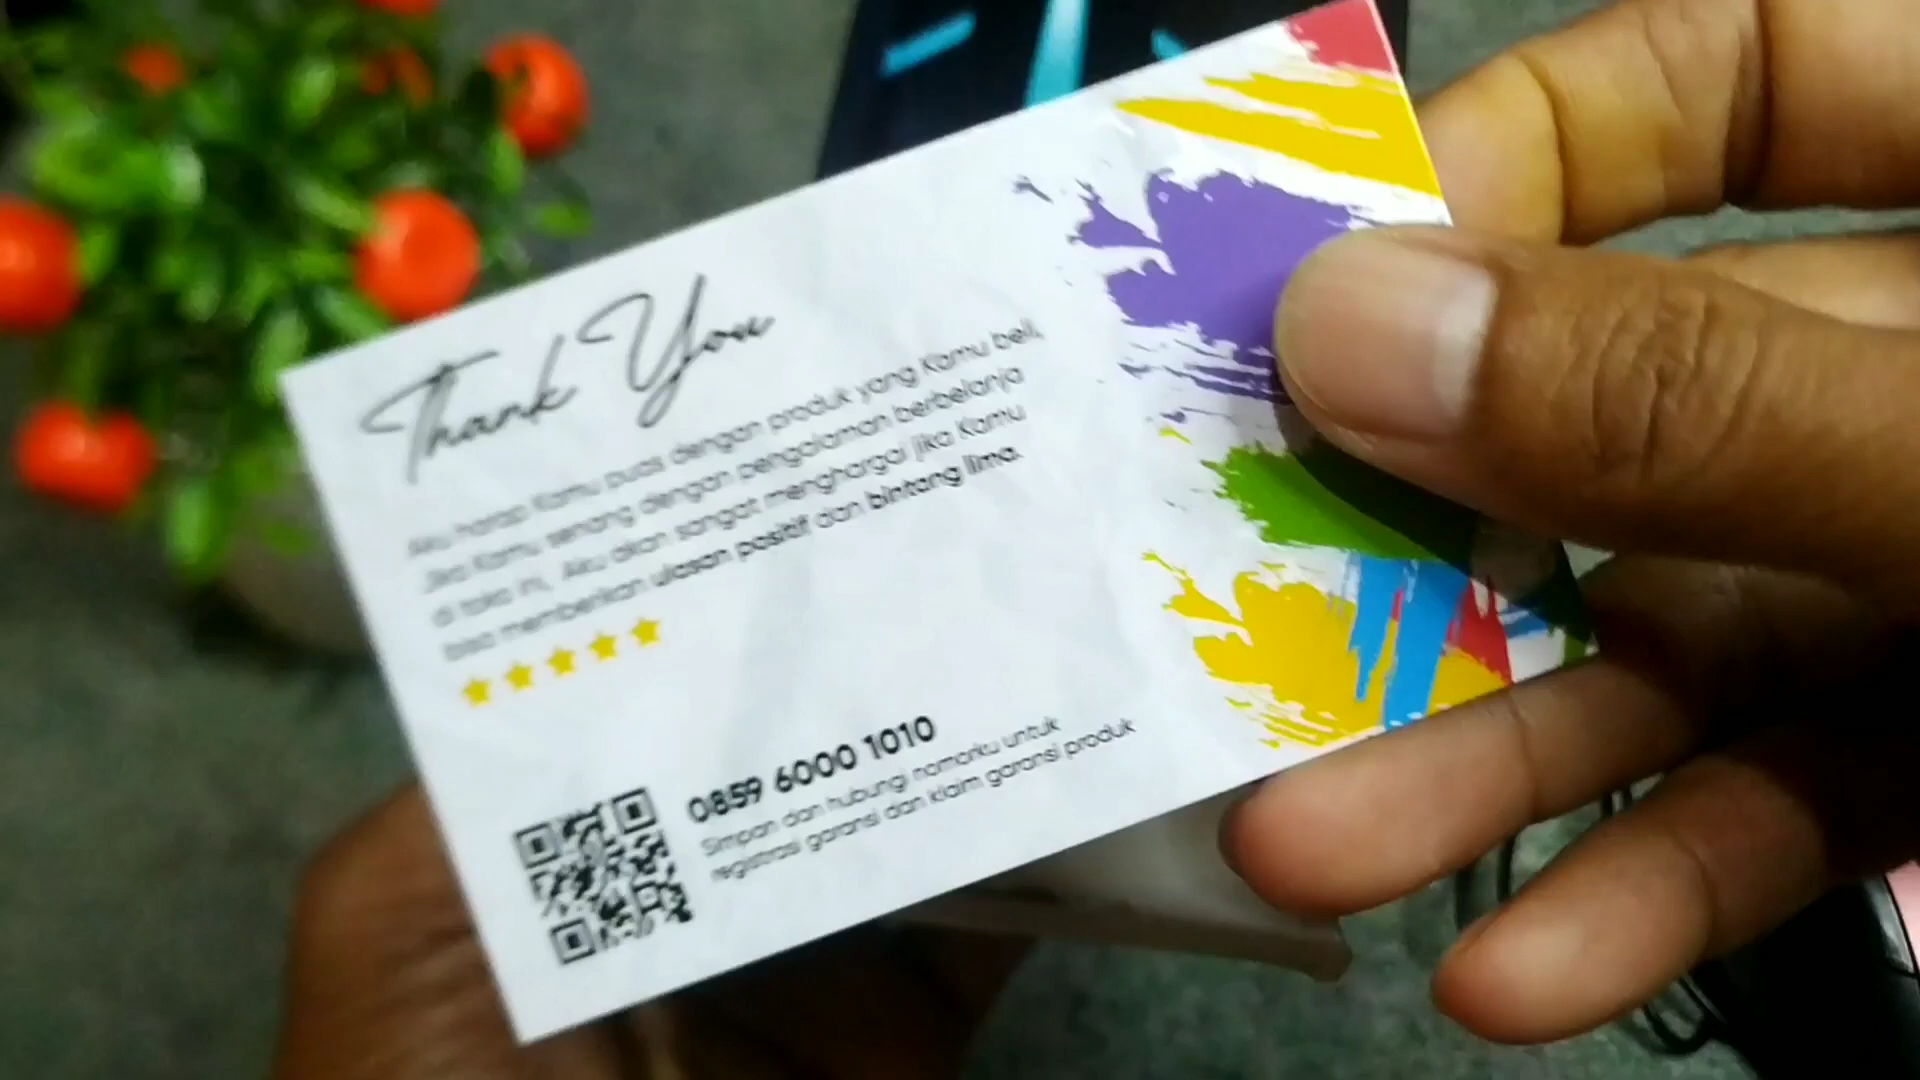 Thank You
Aku harap Kamu puas dengan produk yang Kamu beli,
Jika Kamu senang dengan pengalaman berbelanja
di toko ini, Aku akan sangat menghargai jika Kamu
bisa memberikan ulasan positif dan bintang lima.
0859 6000 1010
Simpan dan hubungi nomorku untuk
registrasi garansi dan klaim garansi produk